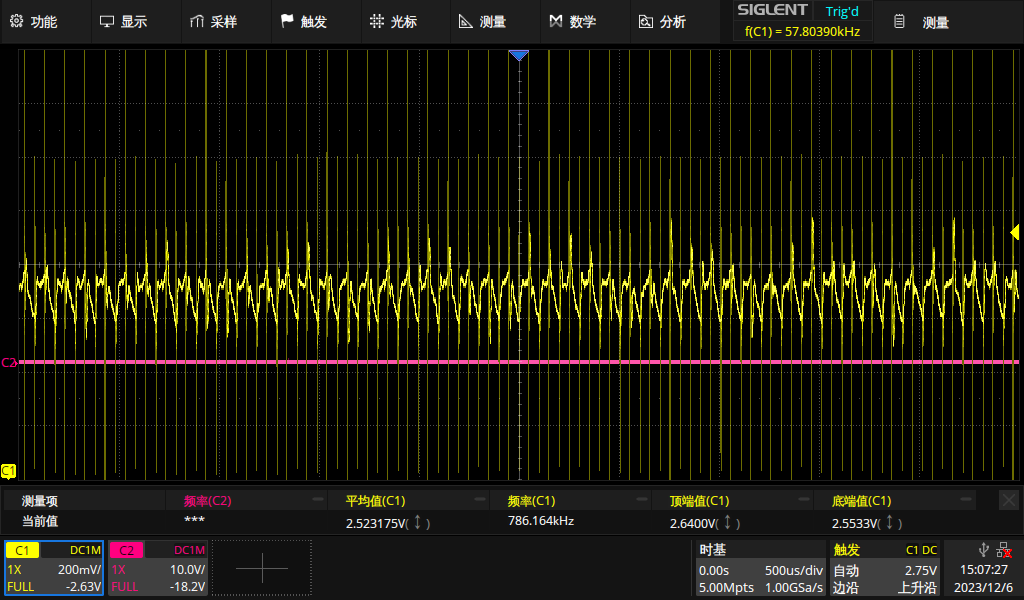 功能 显示 采样 触发 光标 测量 数学 分析 SIGLENT Trig'd 测量
f(C1) = 57.80390kHz
C2
C1
测量项 频率(C2) 平均值(C1) 频率(C1) 顶端值(C1) 底端值(C1)
当前值 *** 2.523175V(↕) 786.164kHz 2.6400V(↕) 2.5533V(↕)
C1 DC1M C2 DC1M 时基 触发 C1 DC
1X 200mV/ 1X 10.0V/ 0.00s 500us/div 自动 2.75V 15:07:27
FULL -2.63V FULL -18.2V 5.00Mpts 1.00GSa/s 边沿 上升沿 2023/12/6